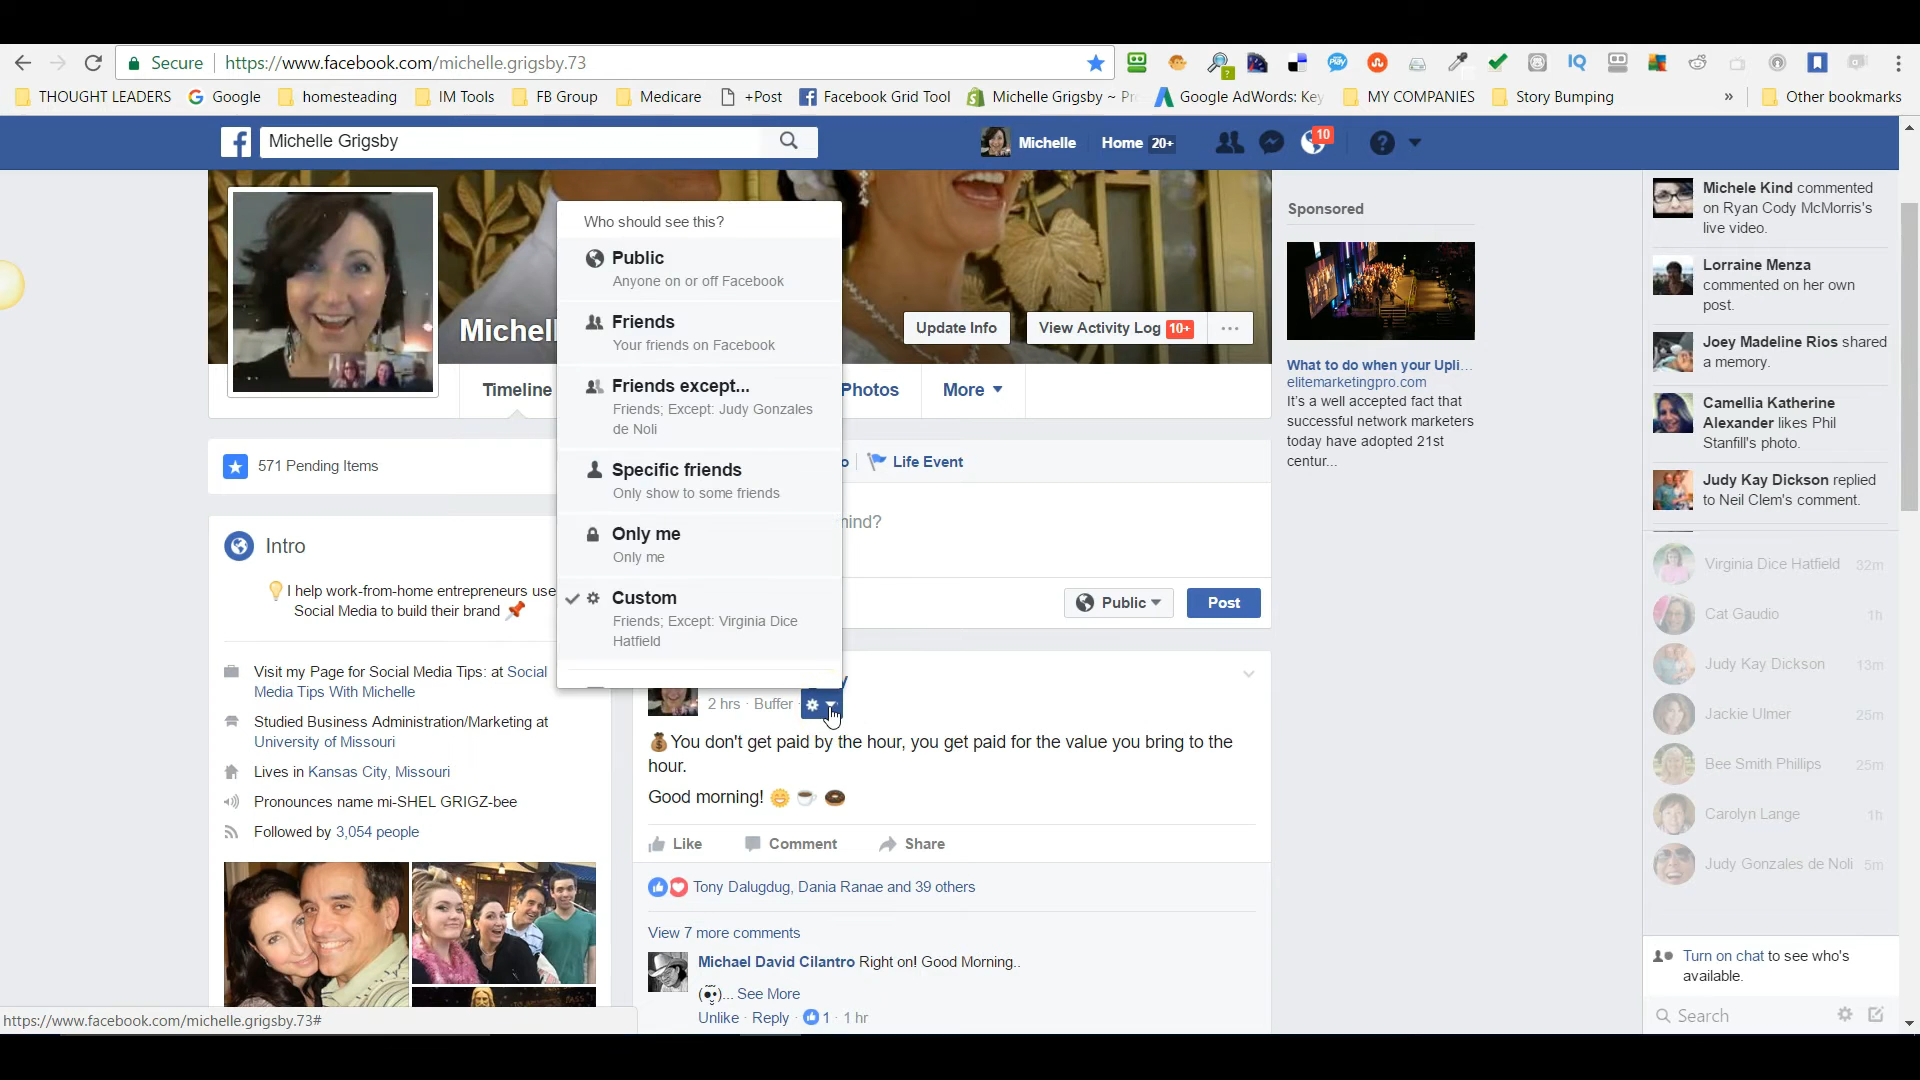 Secure
https://www.facebook.com/michelle.grigsby.73
THOUGHT LEADERS
Google
homesteading
IM Tools
FB Group
Medicare
+Post
Facebook Grid Tool
Michelle Grigsby ~ Pr
Google AdWords: Key
MY COMPANIES
Story Bumping
»
Other bookmarks
Michelle Grigsby
Michelle
Home 20+
10
Who should see this?
Public
Anyone on or off Facebook
Friends
Your friends on Facebook
Friends except...
Friends; Except: Judy Gonzales
de Noli
Specific friends
Only show to some friends
Only me
Only me
Custom
Friends; Except: Virginia Dice
Hatfield
Michell
Update Info
View Activity Log 10+
...
Timeline
Photos
More
571 Pending Items
Intro
I help work-from-home entrepreneurs use
Social Media to build their brand
Visit my Page for Social Media Tips: at Social
Media Tips With Michelle
Studied Business Administration/Marketing at
University of Missouri
Lives in Kansas City, Missouri
Pronounces name mi-SHEL GRIGZ-bee
Followed by 3,054 people
o
Life Event
mind?
Public
Post
y
2 hrs · Buffer ·
💰You don't get paid by the hour, you get paid for the value you bring to the
hour.
Good morning! 🌞 ☕ 🍩
Like
Comment
Share
Tony Dalugdug, Dania Ranae and 39 others
View 7 more comments
Michael David Cilantro Right on! Good Morning..
... See More
Unlike · Reply · 1 · 1 hr
Sponsored
What to do when your Upli...
elitemarketingpro.com
It's a well accepted fact that
successful network marketers
today have adopted 21st
centur...
Michele Kind commented
on Ryan Cody McMorris's
live video.
Lorraine Menza
commented on her own
post.
Joey Madeline Rios shared
a memory.
Camellia Katherine
Alexander likes Phil
Stanfill's photo.
Judy Kay Dickson replied
to Neil Clem's comment.
Virginia Dice Hatfield 32m
Cat Gaudio 1h
Judy Kay Dickson 13m
Jackie Ulmer 25m
Bee Smith Phillips 25m
Carolyn Lange 1h
Judy Gonzales de Noli 5m
Turn on chat to see who's
available.
Search
https://www.facebook.com/michelle.grigsby.73#